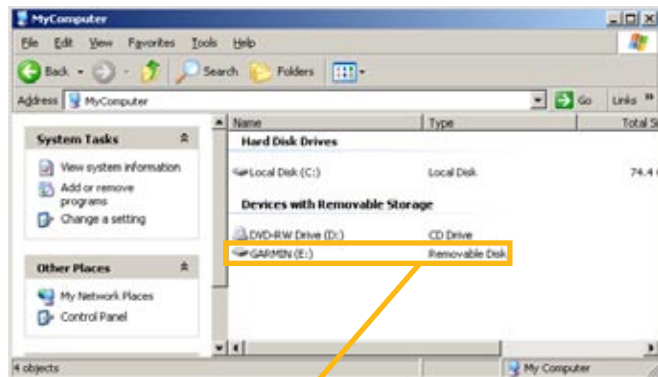 MyComputer
File Edit View Favorites Tools Help
Back Search Folders
Address MyComputer Go Links »
System Tasks
View system information
Add or remove
programs
Change a setting
Other Places
My Network Places
Control Panel
Name Type Total S
Hard Disk Drives
Local Disk (C:) Local Disk 74.4
Devices with Removable Storage
DVD-RW Drive (D:) CD Drive
GARMIN (E:) Removable Disk
4 objects My Computer